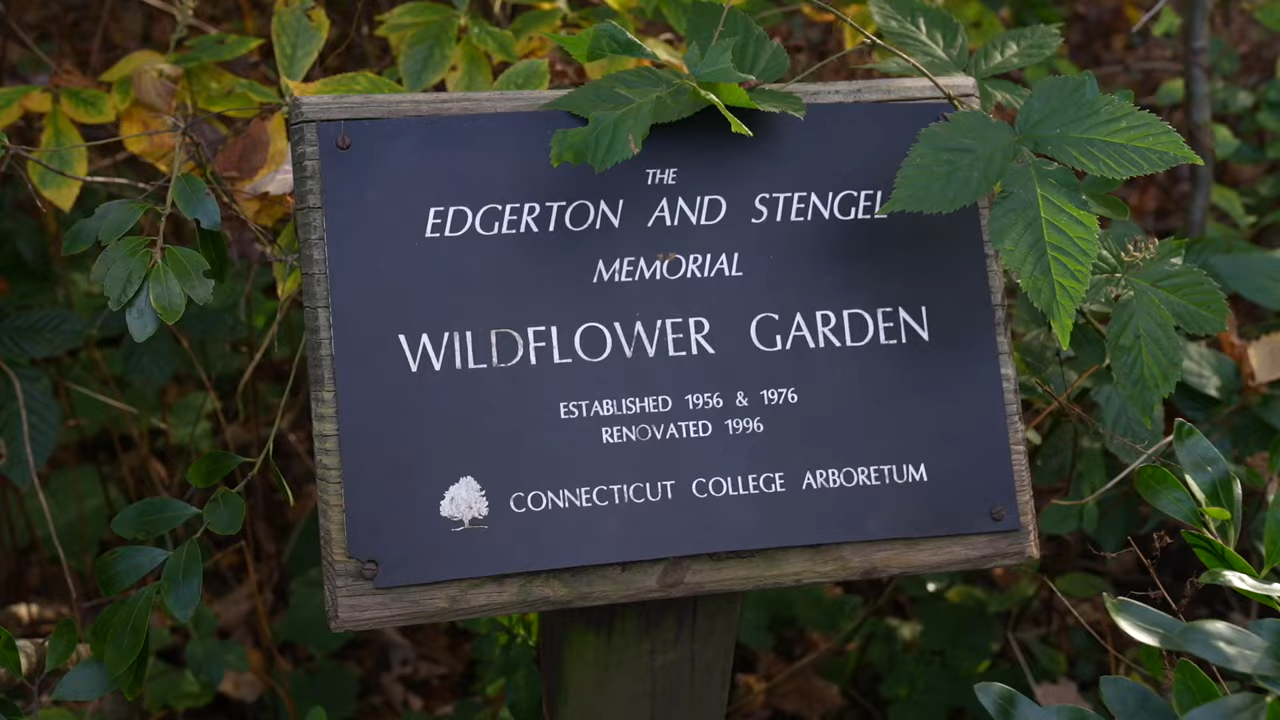 THE
EDGERTON AND STENGEL
MEMORIAL
WILDFLOWER GARDEN
ESTABLISHED 1956 & 1976
RENOVATED 1996
CONNECTICUT COLLEGE ARBORETUM